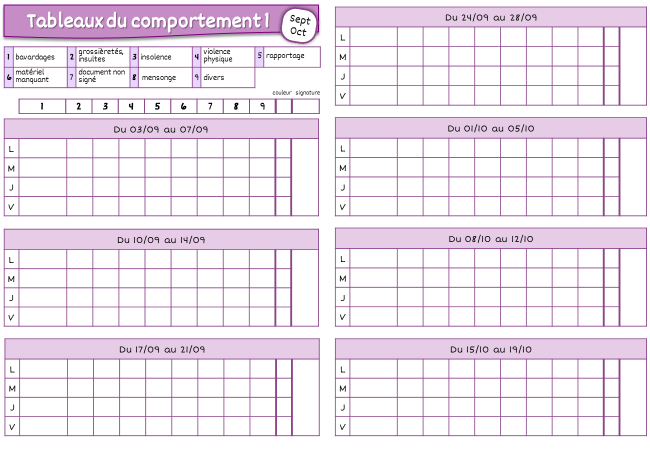 Tableaux du comportement 1
Sept
Oct
1 bavardages 2 grossièretés, insultes 3 insolence 4 violence physique 5 rapportage
6 matériel manquant 7 document non signé 8 mensonge 9 divers
couleur signature
1 2 3 4 5 6 7 8 9
Du 03/09 au 07/09
L
M
J
V
Du 10/09 au 14/09
L
M
J
V
Du 17/09 au 21/09
L
M
J
V
Du 24/09 au 28/09
L
M
J
V
Du 01/10 au 05/10
L
M
J
V
Du 08/10 au 12/10
L
M
J
V
Du 15/10 au 19/10
L
M
J
V